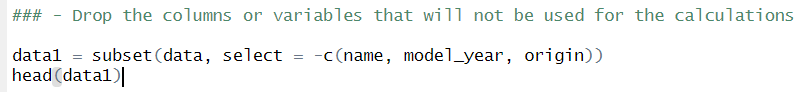 ### - Drop the columns or variables that will not be used for the calculations
data1 = subset(data, select = -c(name, model_year, origin))
head(data1)